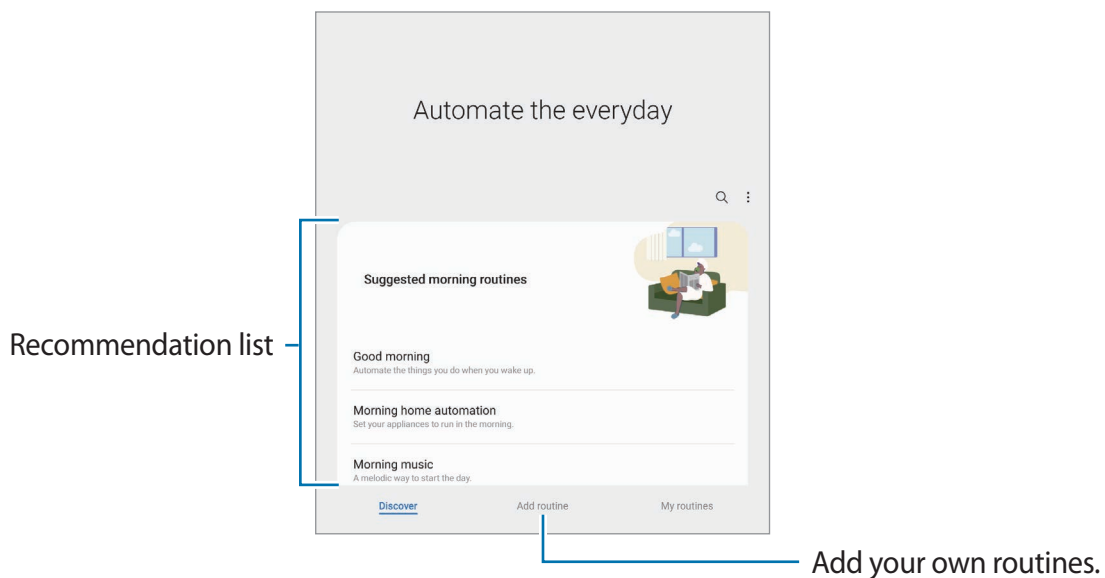 Automate the everyday
Suggested morning routines
Recommendation list
Good morning
Automate the things you do when you wake up.
Morning home automation
Set your appliances to run in the morning.
Morning music
A melodic way to start the day.
Discover
Add routine
My routines
Add your own routines.